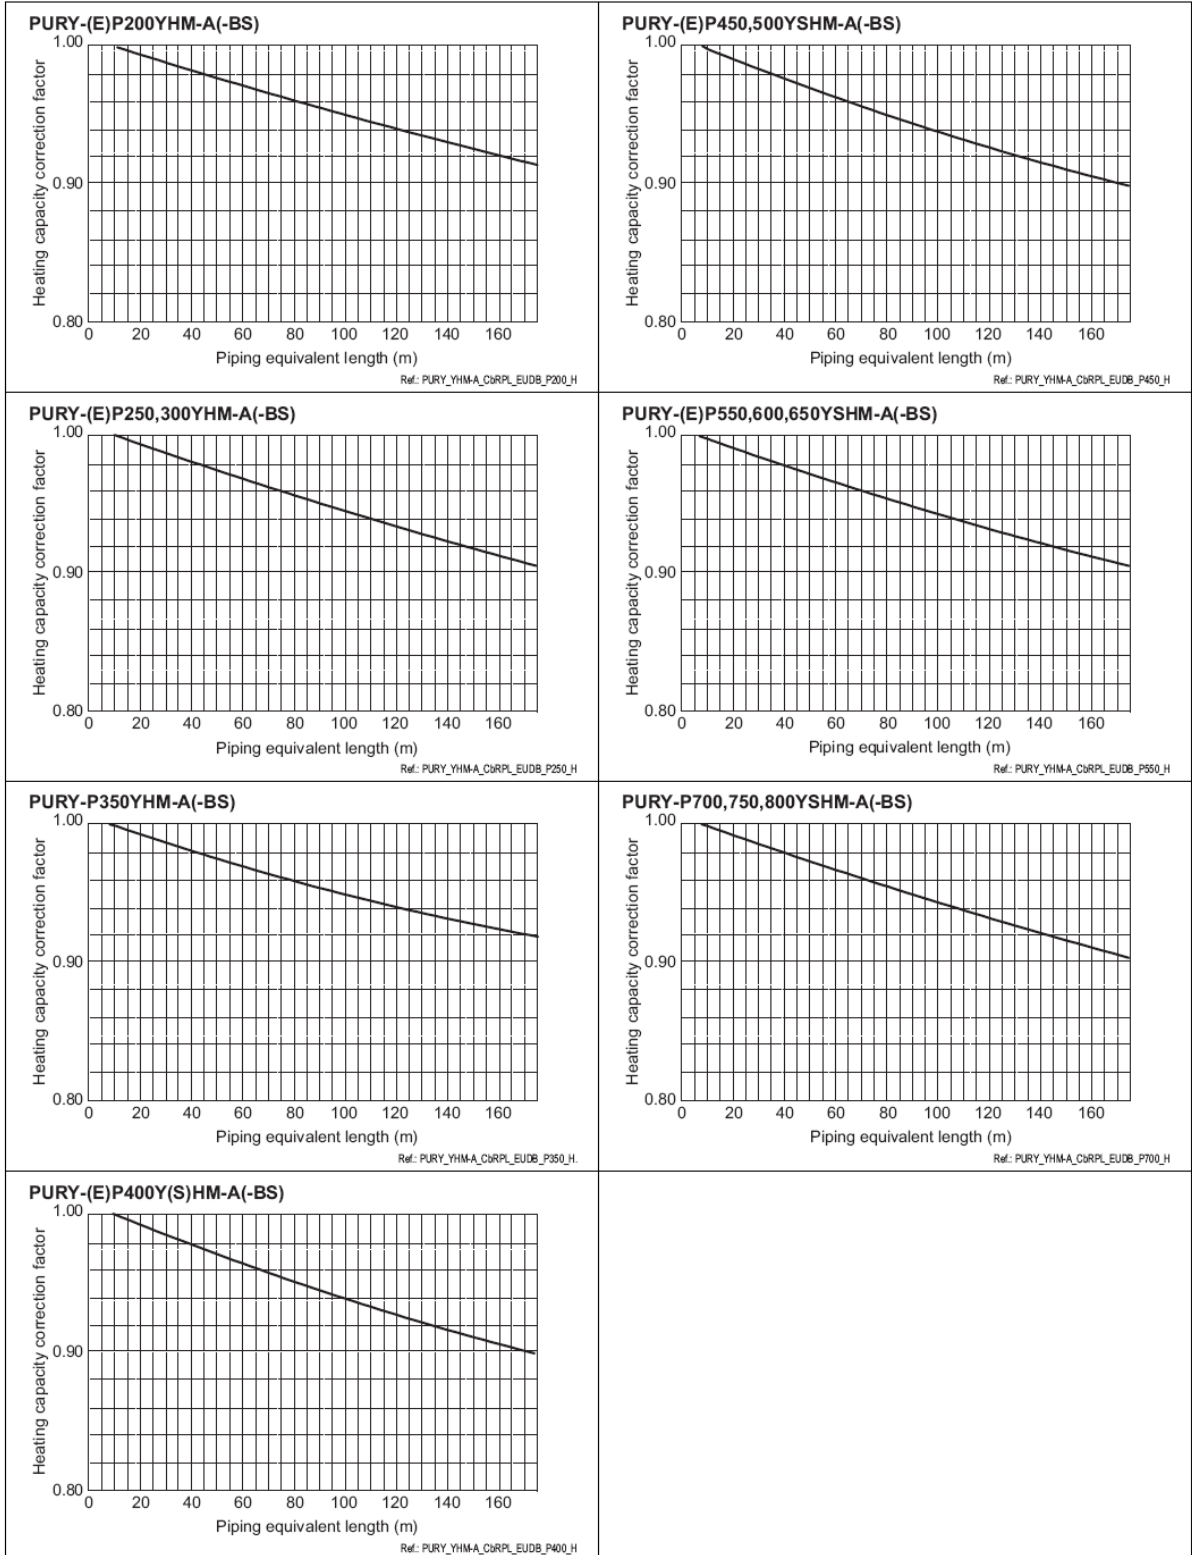 PURY-(E)P200YHM-A(-BS)
Heating capacity correction factor
1.00
0.90
0.80
0 20 40 60 80 100 120 140 160
Piping equivalent length (m)
Ref.: PURY_YHM-A_CbRPL_EUDB_P200_H
PURY-(E)P450,500YSHM-A(-BS)
Heating capacity correction factor
1.00
0.90
0.80
0 20 40 60 80 100 120 140 160
Piping equivalent length (m)
Ref.: PURY_YHM-A_CbRPL_EUDB_P450_H
PURY-(E)P250,300YHM-A(-BS)
Heating capacity correction factor
1.00
0.90
0.80
0 20 40 60 80 100 120 140 160
Piping equivalent length (m)
Ref.: PURY_YHM-A_CbRPL_EUDB_P250_H
PURY-(E)P550,600,650YSHM-A(-BS)
Heating capacity correction factor
1.00
0.90
0.80
0 20 40 60 80 100 120 140 160
Piping equivalent length (m)
Ref.: PURY_YHM-A_CbRPL_EUDB_P550_H
PURY-P350YHM-A(-BS)
Heating capacity correction factor
1.00
0.90
0.80
0 20 40 60 80 100 120 140 160
Piping equivalent length (m)
Ref.: PURY_YHM-A_CbRPL_EUDB_P350_H.
PURY-P700,750,800YSHM-A(-BS)
Heating capacity correction factor
1.00
0.90
0.80
0 20 40 60 80 100 120 140 160
Piping equivalent length (m)
Ref.: PURY_YHM-A_CbRPL_EUDB_P700_H
PURY-(E)P400Y(S)HM-A(-BS)
Heating capacity correction factor
1.00
0.90
0.80
0 20 40 60 80 100 120 140 160
Piping equivalent length (m)
Ref.: PURY_YHM-A_CbRPL_EUDB_P400_H